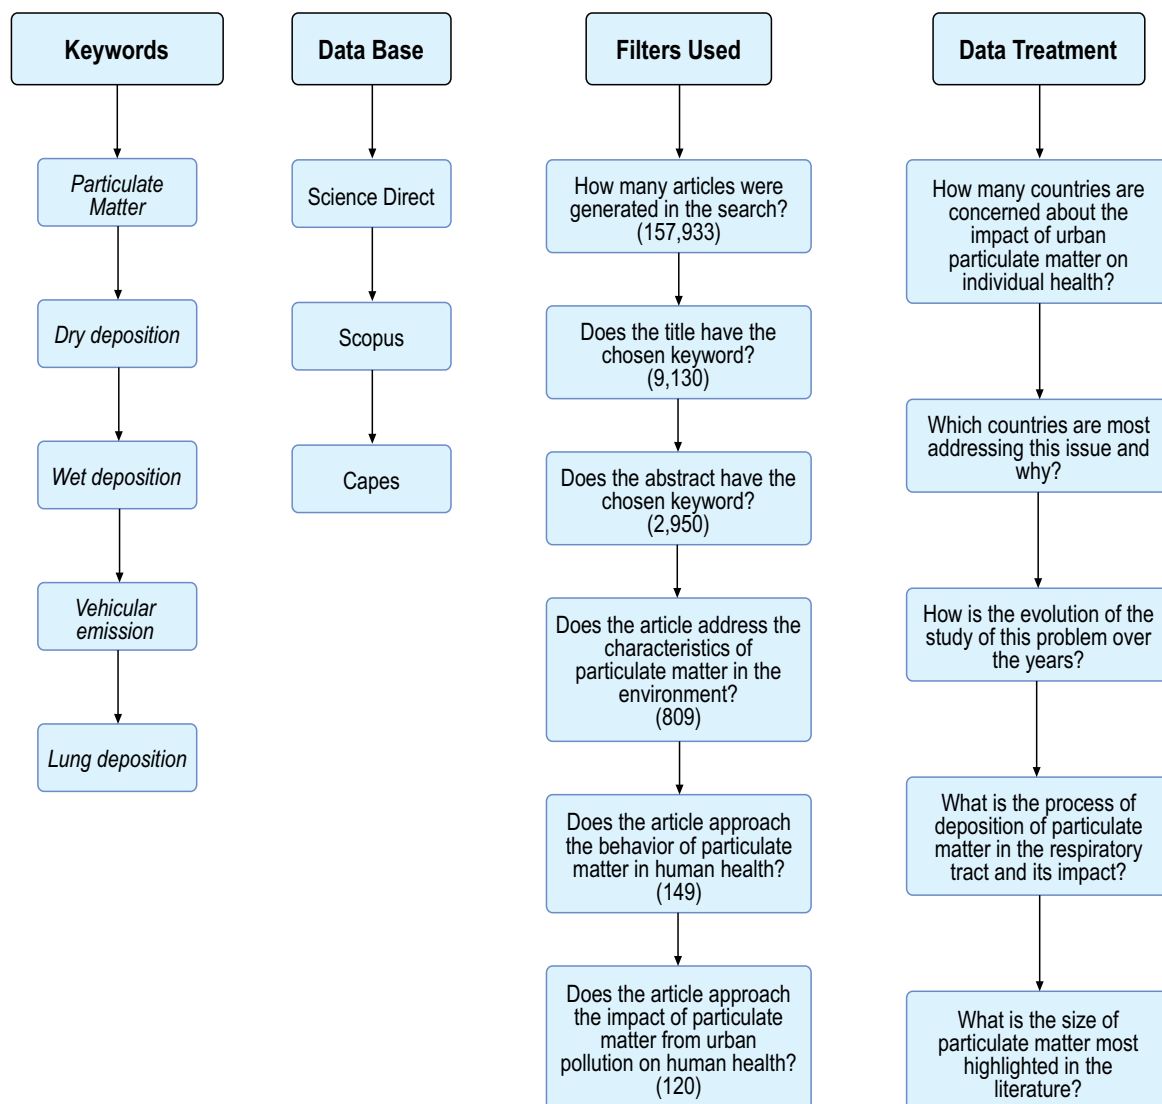 Keywords
Particulate
Matter
Dry deposition
Wet deposition
Vehicular
emission
Lung deposition
Data Base
Science Direct
Scopus
Capes
Filters Used
How many articles were
generated in the search?
(157,933)
Does the title have the
chosen keyword?
(9,130)
Does the abstract have the
chosen keyword?
(2,950)
Does the article address the
characteristics of
particulate matter in the
environment?
(809)
Does the article approach
the behavior of particulate
matter in human health?
(149)
Does the article approach
the impact of particulate
matter from urban
pollution on human health?
(120)
Data Treatment
How many countries are
concerned about the
impact of urban
particulate matter on
individual health?
Which countries are most
addressing this issue and
why?
How is the evolution of the
study of this problem over
the years?
What is the process of
deposition of particulate
matter in the respiratory
tract and its impact?
What is the size of
particulate matter most
highlighted in the
literature?